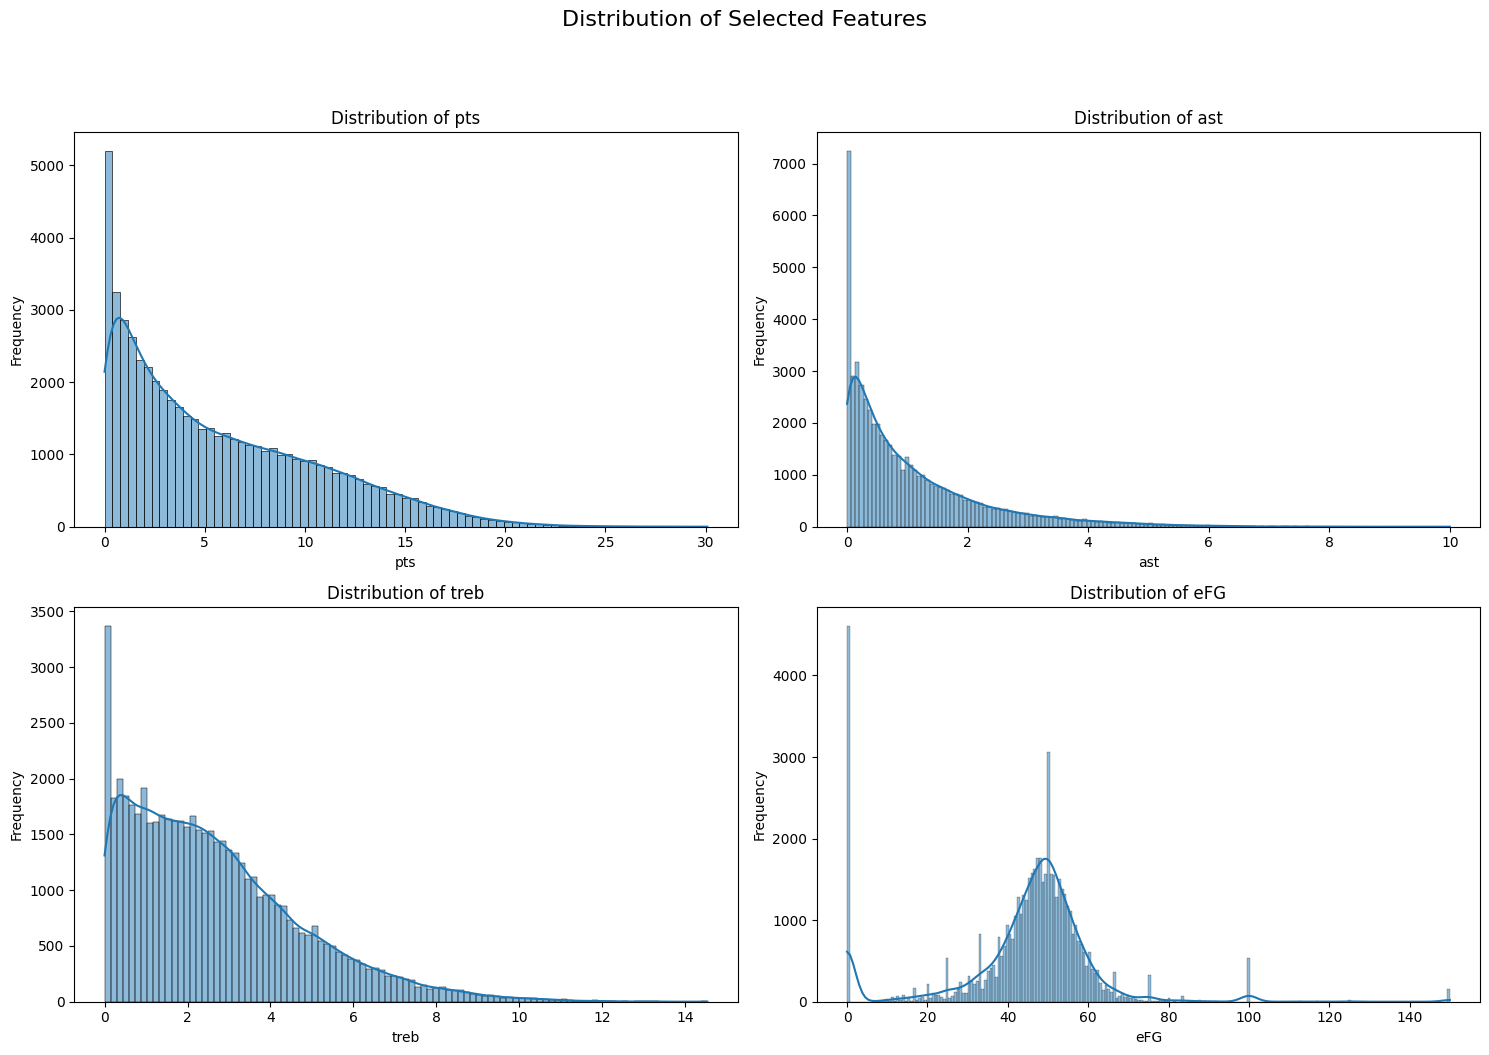 Distribution of Selected Features
Distribution of pts
5000
4000
3000
2000
1000
0
Frequency
0 5 10 15 20 25 30
pts
Distribution of ast
7000
6000
5000
4000
3000
2000
1000
0
Frequency
0 2 4 6 8 10
ast
Distribution of treb
3500
3000
2500
2000
1500
1000
500
0
Frequency
0 2 4 6 8 10 12 14
treb
Distribution of eFG
4000
3000
2000
1000
0
Frequency
0 20 40 60 80 100 120 140
eFG